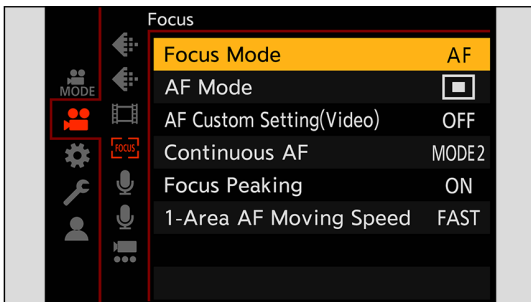 Focus
Focus Mode AF
AF Mode
MODE
AF Custom Setting(Video) OFF
FOCUS
Continuous AF MODE2
Focus Peaking ON
1-Area AF Moving Speed FAST